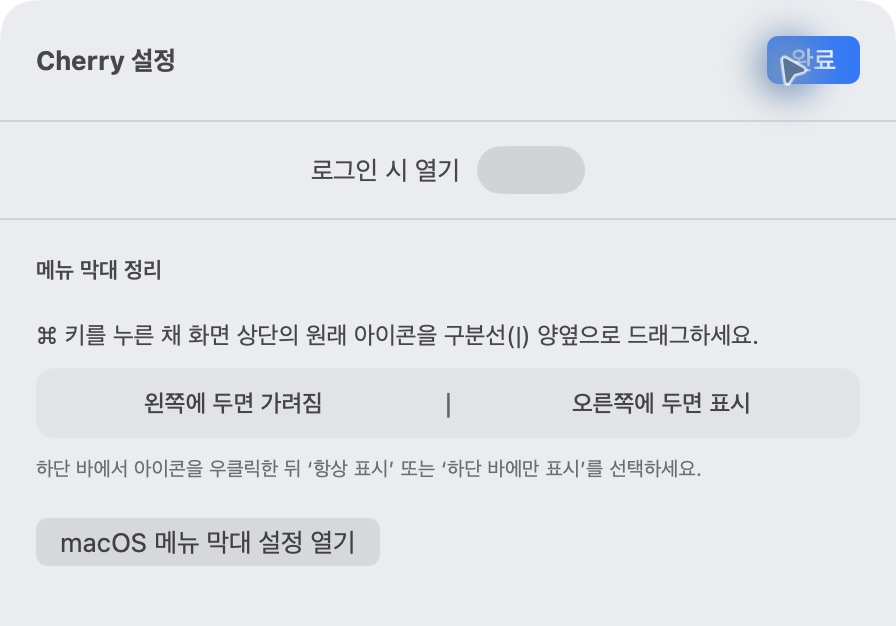 Cherry 설정
완료
로그인 시 열기
메뉴 막대 정리
⌘ 키를 누른 채 화면 상단의 원래 아이콘을 구분선(|) 양옆으로 드래그하세요.
왼쪽에 두면 가려짐 | 오른쪽에 두면 표시
하단 바에서 아이콘을 우클릭한 뒤 ‘항상 표시’ 또는 ‘하단 바에만 표시’를 선택하세요.
macOS 메뉴 막대 설정 열기